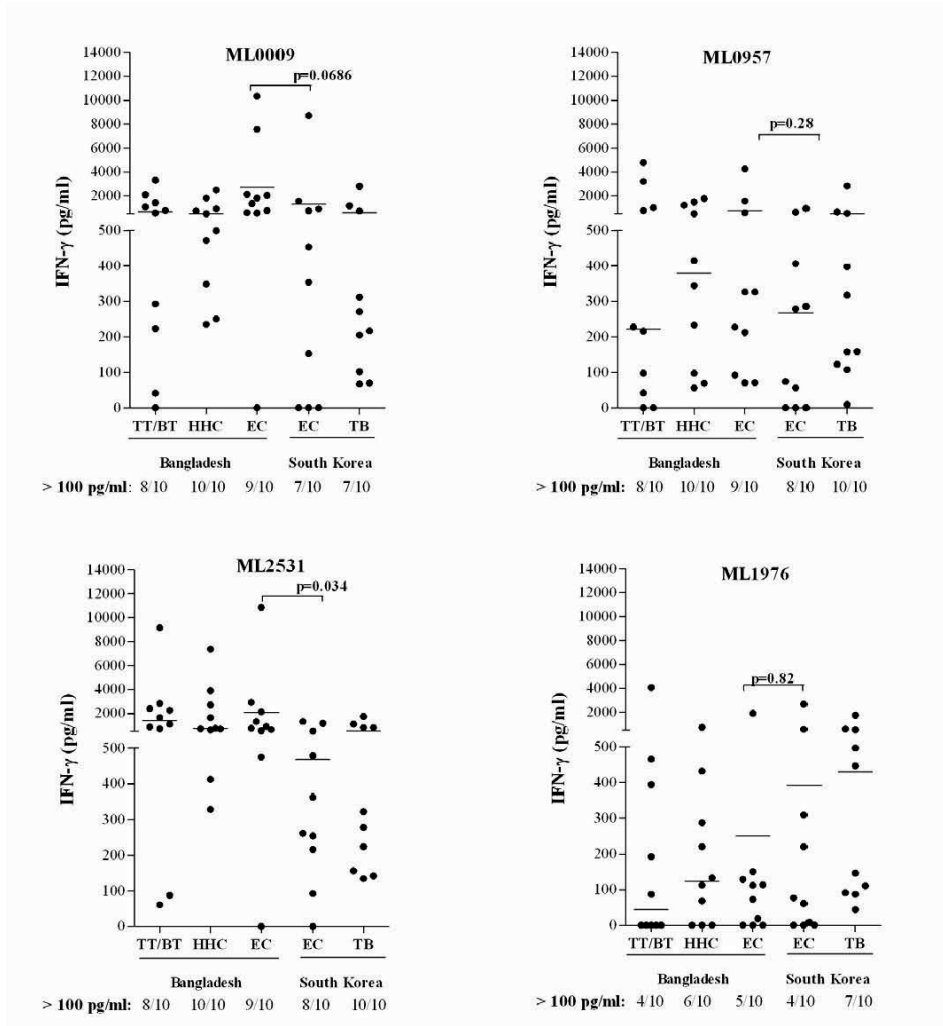 ML0009
p=0.0686
IFN-γ (pg/ml)
14000
12000
10000
8000
6000
4000
2000
500
400
300
200
100
0
TT/BT HHC EC EC TB
Bangladesh South Korea
> 100 pg/ml: 8/10 10/10 9/10 7/10 7/10
ML0957
p=0.28
IFN-γ (pg/ml)
14000
12000
10000
8000
6000
4000
2000
500
400
300
200
100
0
TT/BT HHC EC EC TB
Bangladesh South Korea
> 100 pg/ml: 8/10 10/10 9/10 8/10 10/10
ML2531
p=0.034
IFN-γ (pg/ml)
14000
12000
10000
8000
6000
4000
2000
500
400
300
200
100
0
TT/BT HHC EC EC TB
Bangladesh South Korea
> 100 pg/ml: 8/10 10/10 9/10 8/10 10/10
ML1976
p=0.82
IFN-γ (pg/ml)
14000
12000
10000
8000
6000
4000
2000
500
400
300
200
100
0
TT/BT HHC EC EC TB
Bangladesh South Korea
> 100 pg/ml: 4/10 6/10 5/10 4/10 7/10